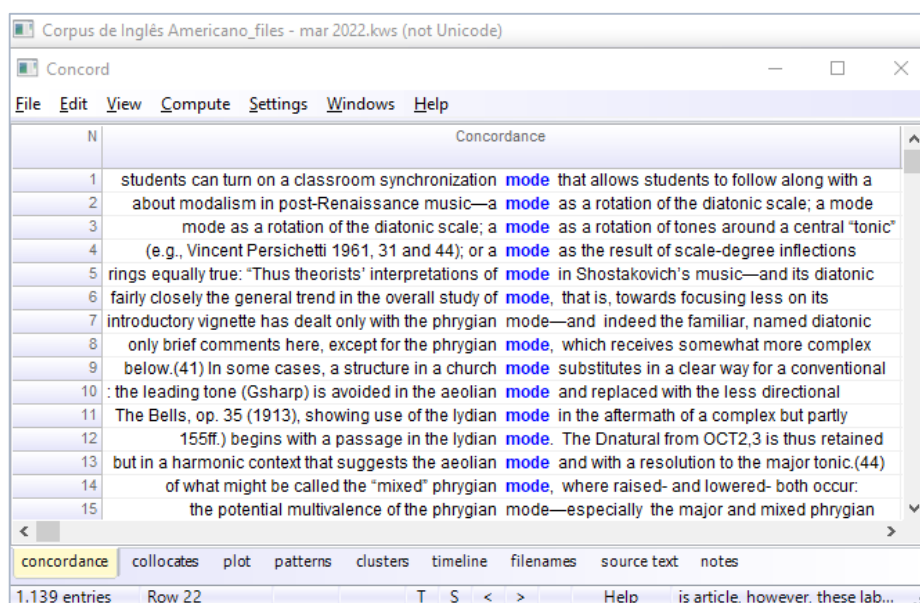 Corpus de Inglês Americano_files - mar 2022.kws (not Unicode)
Concord
File Edit View Compute Settings Windows Help
N Concordance
1 students can turn on a classroom synchronization mode that allows students to follow along with a
2 about modalism in post-Renaissance music—a mode as a rotation of the diatonic scale; a mode
3 mode as a rotation of the diatonic scale; a mode as a rotation of tones around a central “tonic”
4 (e.g., Vincent Persichetti 1961, 31 and 44); or a mode as the result of scale-degree inflections
5 rings equally true: “Thus theorists’ interpretations of mode in Shostakovich’s music—and its diatonic
6 fairly closely the general trend in the overall study of mode, that is, towards focusing less on its
7 introductory vignette has dealt only with the phrygian mode—and indeed the familiar, named diatonic
8 only brief comments here, except for the phrygian mode, which receives somewhat more complex
9 below.(41) In some cases, a structure in a church mode substitutes in a clear way for a conventional
10 : the leading tone (Gsharp) is avoided in the aeolian mode and replaced with the less directional
11 The Bells, op. 35 (1913), showing use of the lydian mode in the aftermath of a complex but partly
12 155ff.) begins with a passage in the lydian mode. The Dnatural from OCT2,3 is thus retained
13 but in a harmonic context that suggests the aeolian mode and with a resolution to the major tonic.(44)
14 of what might be called the “mixed” phrygian mode, where raised- and lowered- both occur:
15 the potential multivalence of the phrygian mode—especially the major and mixed phrygian
concordance collocates plot patterns clusters timeline filenames source text notes
1.139 entries Row 22 T S < > Help is article, however, these lab...